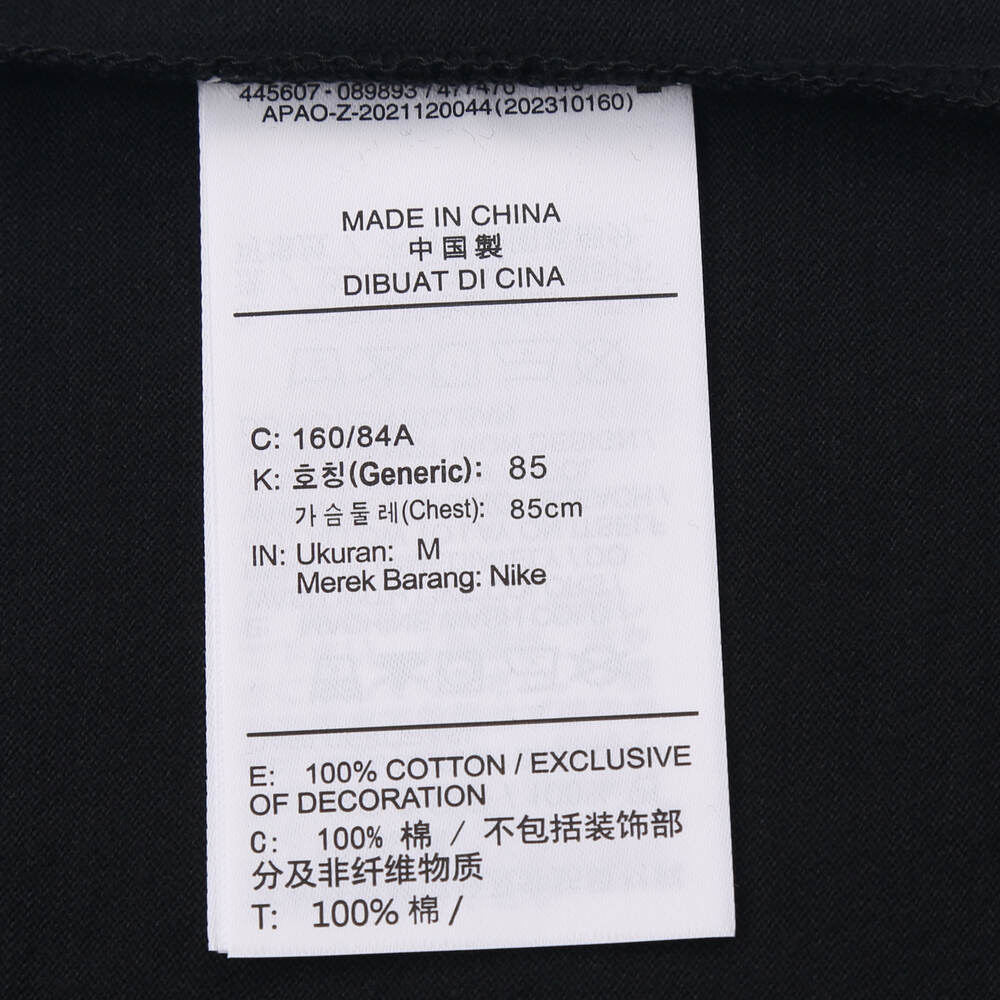 445607-089893
APAO-Z-2021120044(202310160)
MADE IN CHINA
中国製
DIBUAT DI CINA
C: 160/84A
K: 호칭(Generic): 85
가슴둘레(Chest): 85cm
IN: Ukuran: M
Merek Barang: Nike
E: 100% COTTON / EXCLUSIVE
OF DECORATION
C: 100% 棉 / 不包括装饰部
分及非纤维物质
T: 100% 棉 /